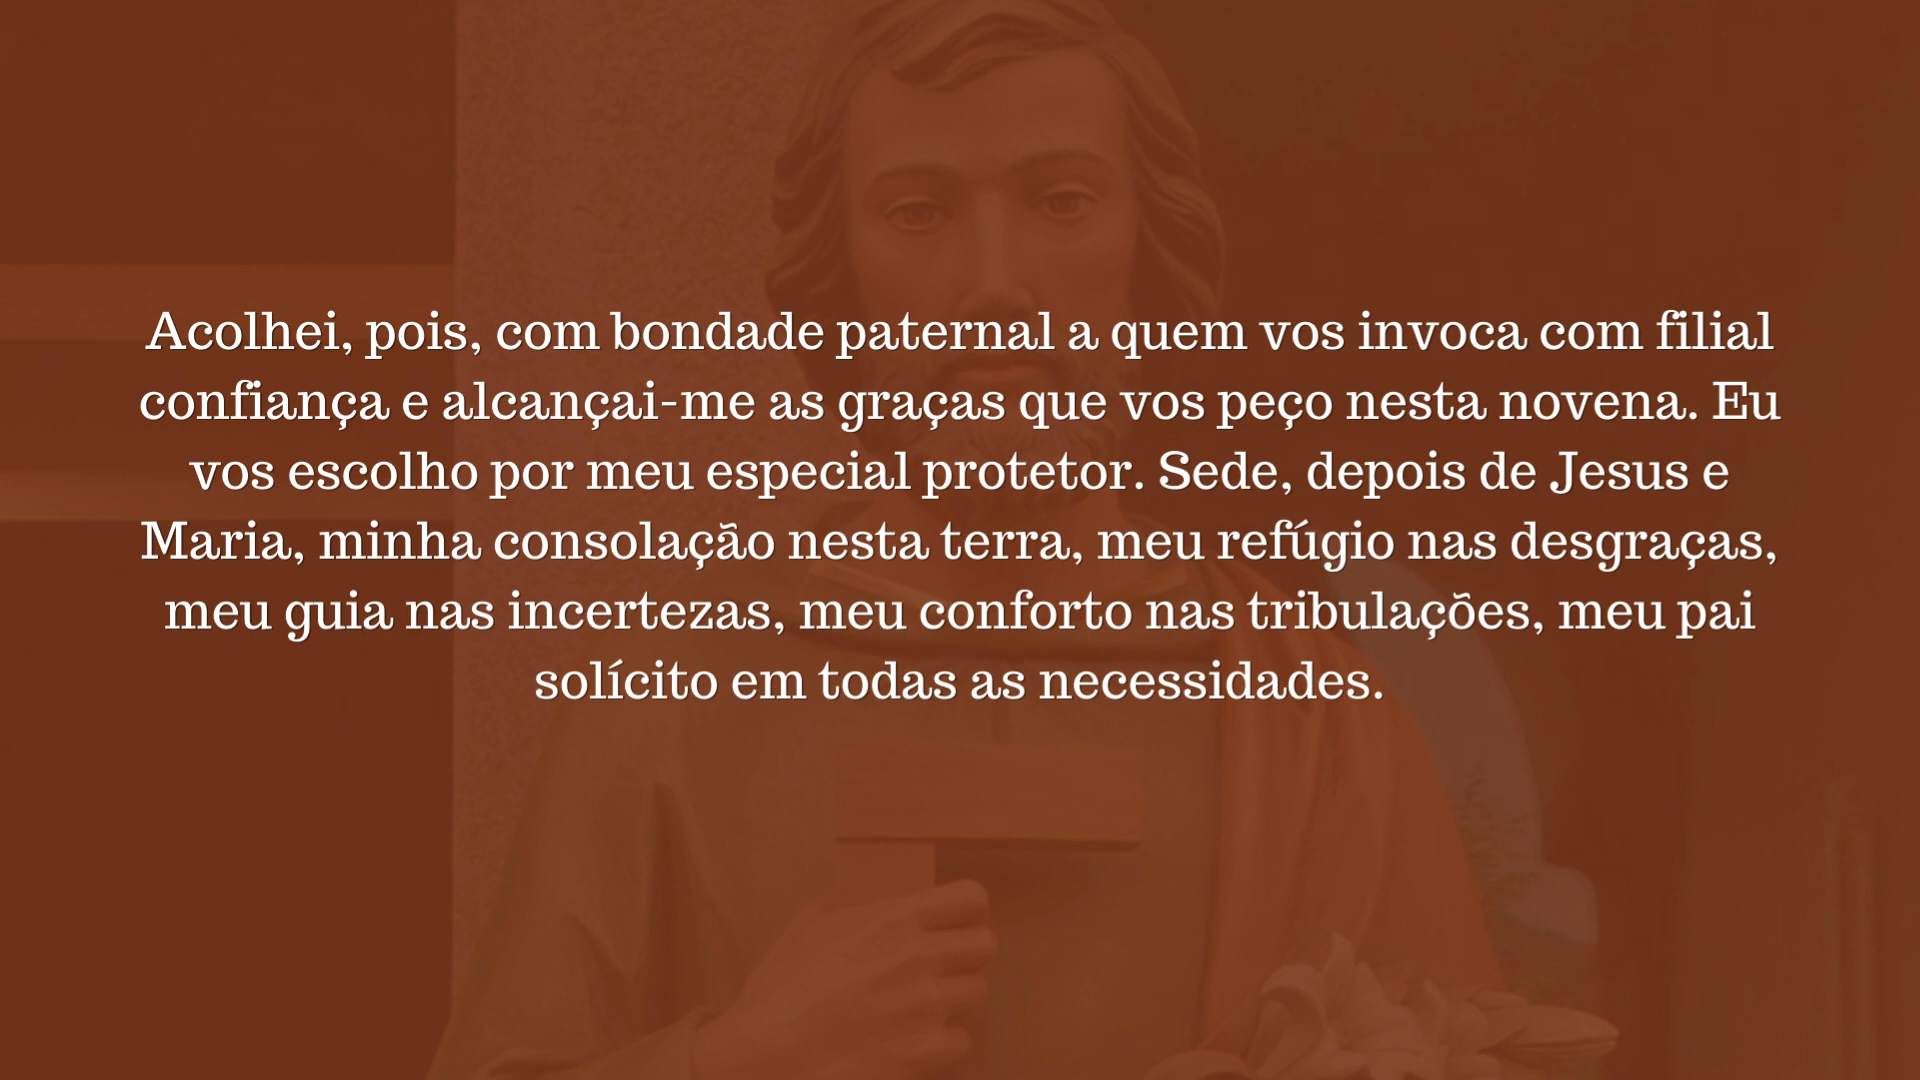 Acolhei, pois, com bondade paternal a quem vos invoca com filial
confiança e alcançai-me as graças que vos peço nesta novena. Eu
vos escolho por meu especial protetor. Sede, depois de Jesus e
Maria, minha consolação nesta terra, meu refúgio nas desgraças,
meu guia nas incertezas, meu conforto nas tribulações, meu pai
solícito em todas as necessidades.